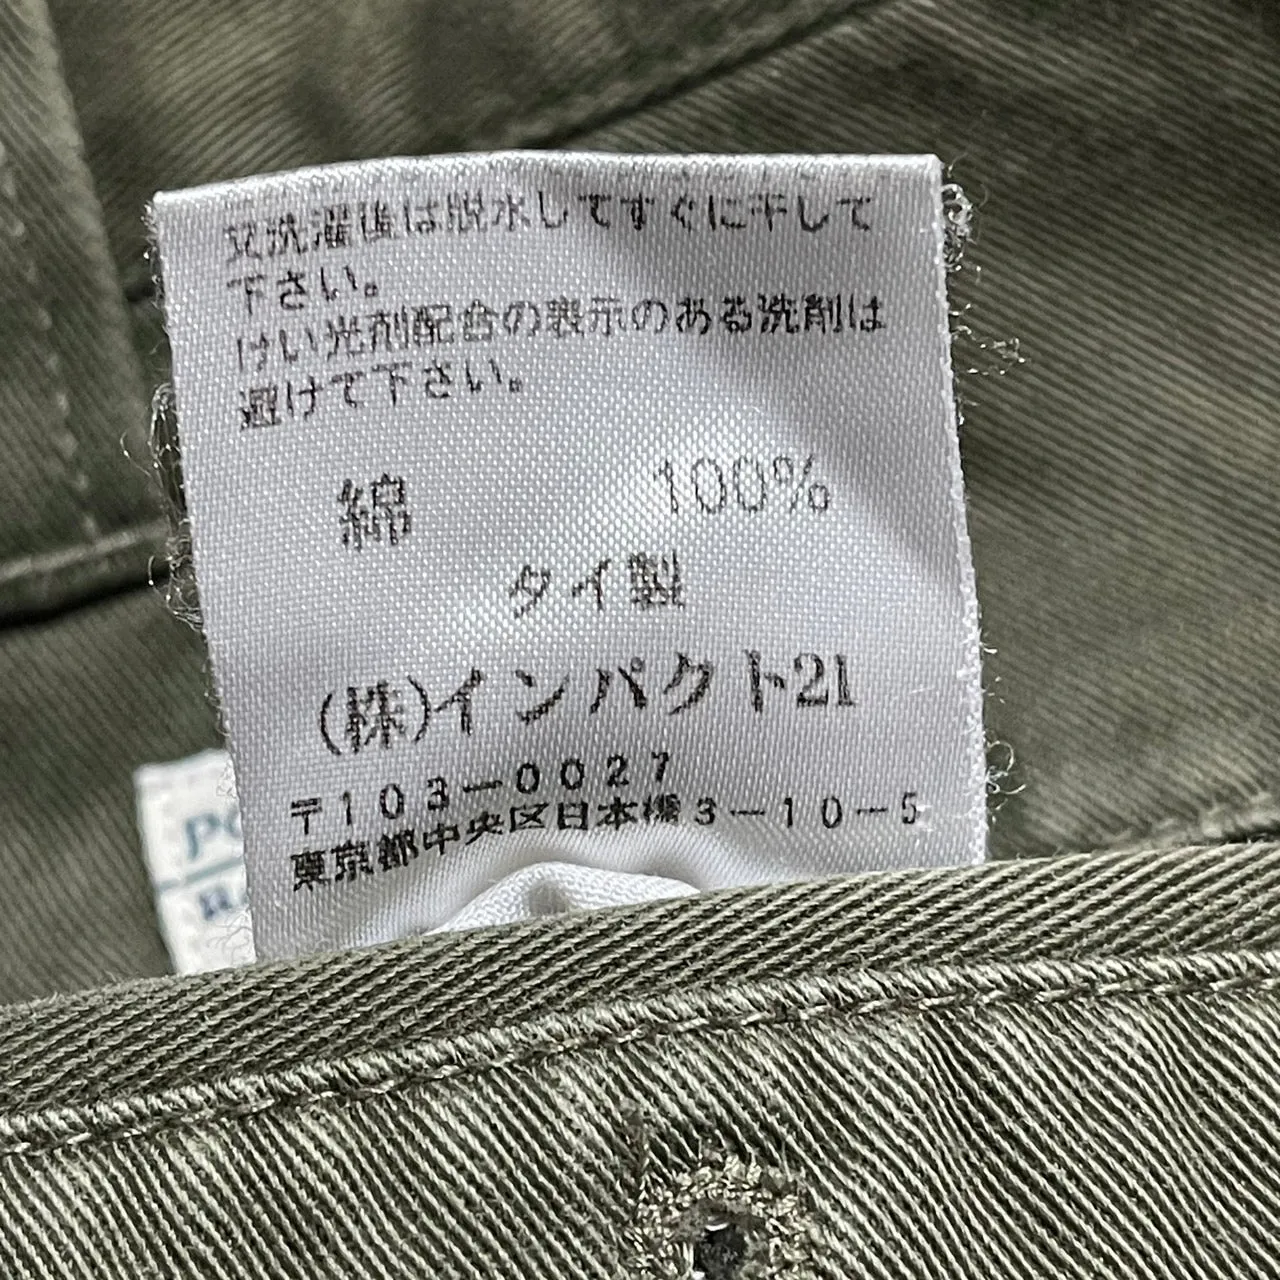 又洗濯後は脱水してすぐに干して
下さい。
けい光剤配合の表示のある洗剤は
避けて下さい。
綿 100%
タイ製
(株)インパクト21
〒103-0027
東京都中央区日本橋3-10-5
PO
RA